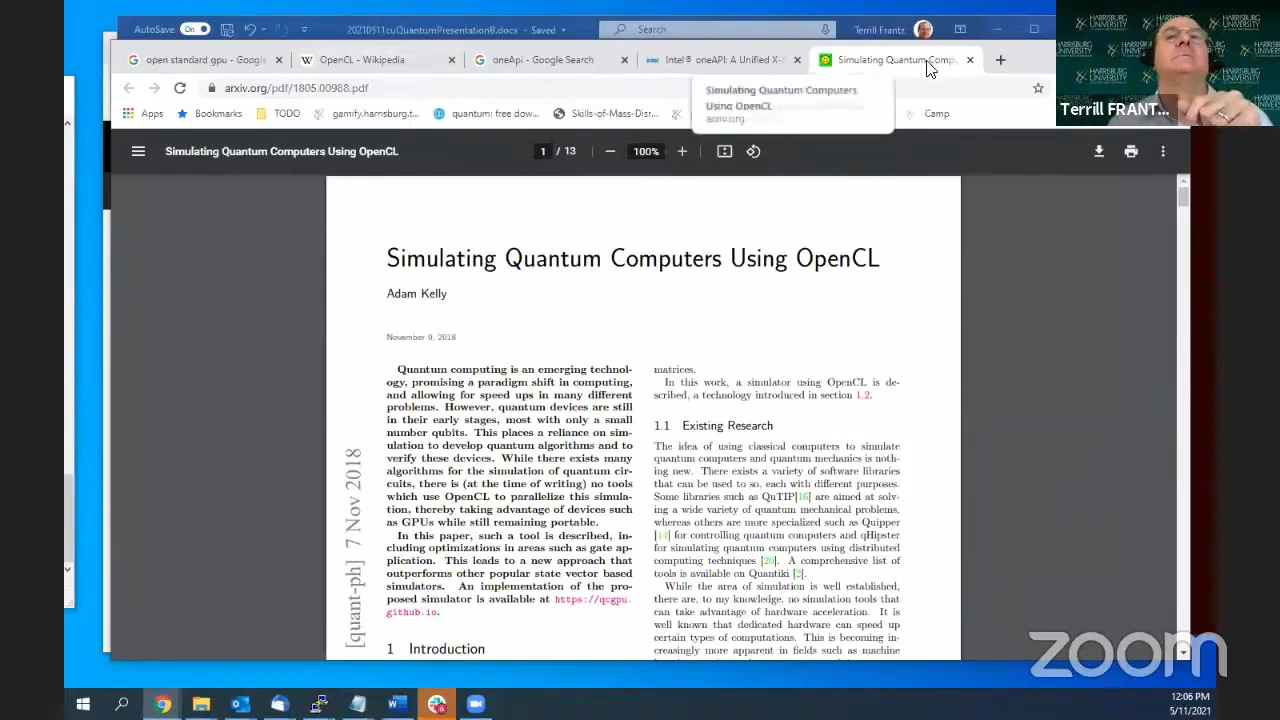 AutoSave On 20210511cuQuantumPresentationB.docx - Saved Search Terrill Frantz
HARRISBURG UNIVERSITY
open standard gpu - Google
OpenCL - Wikipedia
oneApi - Google Search
Intel® oneAPI: A Unified X-
Simulating Quantum Comp
arxiv.org/pdf/1805.00988.pdf
Simulating Quantum Computers
Using OpenCL
arxiv.org
Terrill FRANT...
Apps
Bookmarks
TODO
gamify.harrisburg.t...
quantum: free dow...
Skills-of-Mass-Disr...
Camp
Simulating Quantum Computers Using OpenCL
1 / 13
100%
Simulating Quantum Computers Using OpenCL
Adam Kelly
November 9, 2018
Quantum computing is an emerging technol-
ogy, promising a paradigm shift in computing,
and allowing for speed ups in many different
problems. However, quantum devices are still
in their early stages, most with only a small
number qubits. This places a reliance on sim-
ulation to develop quantum algorithms and to
verify these devices. While there exists many
algorithms for the simulation of quantum cir-
cuits, there is (at the time of writing) no tools
which use OpenCL to parallelize this simula-
tion, thereby taking advantage of devices such
as GPUs while still remaining portable.
In this paper, such a tool is described, in-
cluding optimizations in areas such as gate ap-
plication. This leads to a new approach that
outperforms other popular state vector based
simulators. An implementation of the pro-
posed simulator is available at https://qcgpu.
github.io.
1 Introduction
matrices.
In this work, a simulator using OpenCL is de-
scribed, a technology introduced in section 1.2.
1.1 Existing Research
The idea of using classical computers to simulate
quantum computers and quantum mechanics is noth-
ing new. There exists a variety of software libraries
that can be used to so, each with different purposes.
Some libraries such as QuTIP[16] are aimed at solv-
ing a wide variety of quantum mechanical problems,
whereas others are more specialized such as Quipper
[14] for controlling quantum computers and qHipster
for simulating quantum computers using distributed
computing techniques [20]. A comprehensive list of
tools is available on Quantiki [2].
While the area of simulation is well established,
there are, to my knowledge, no simulation tools that
can take advantage of hardware acceleration. It is
well known that dedicated hardware can speed up
certain types of computations. This is becoming in-
creasingly more apparent in fields such as machine
[quant-ph] 7 Nov 2018
zoom
12:06 PM
5/11/2021